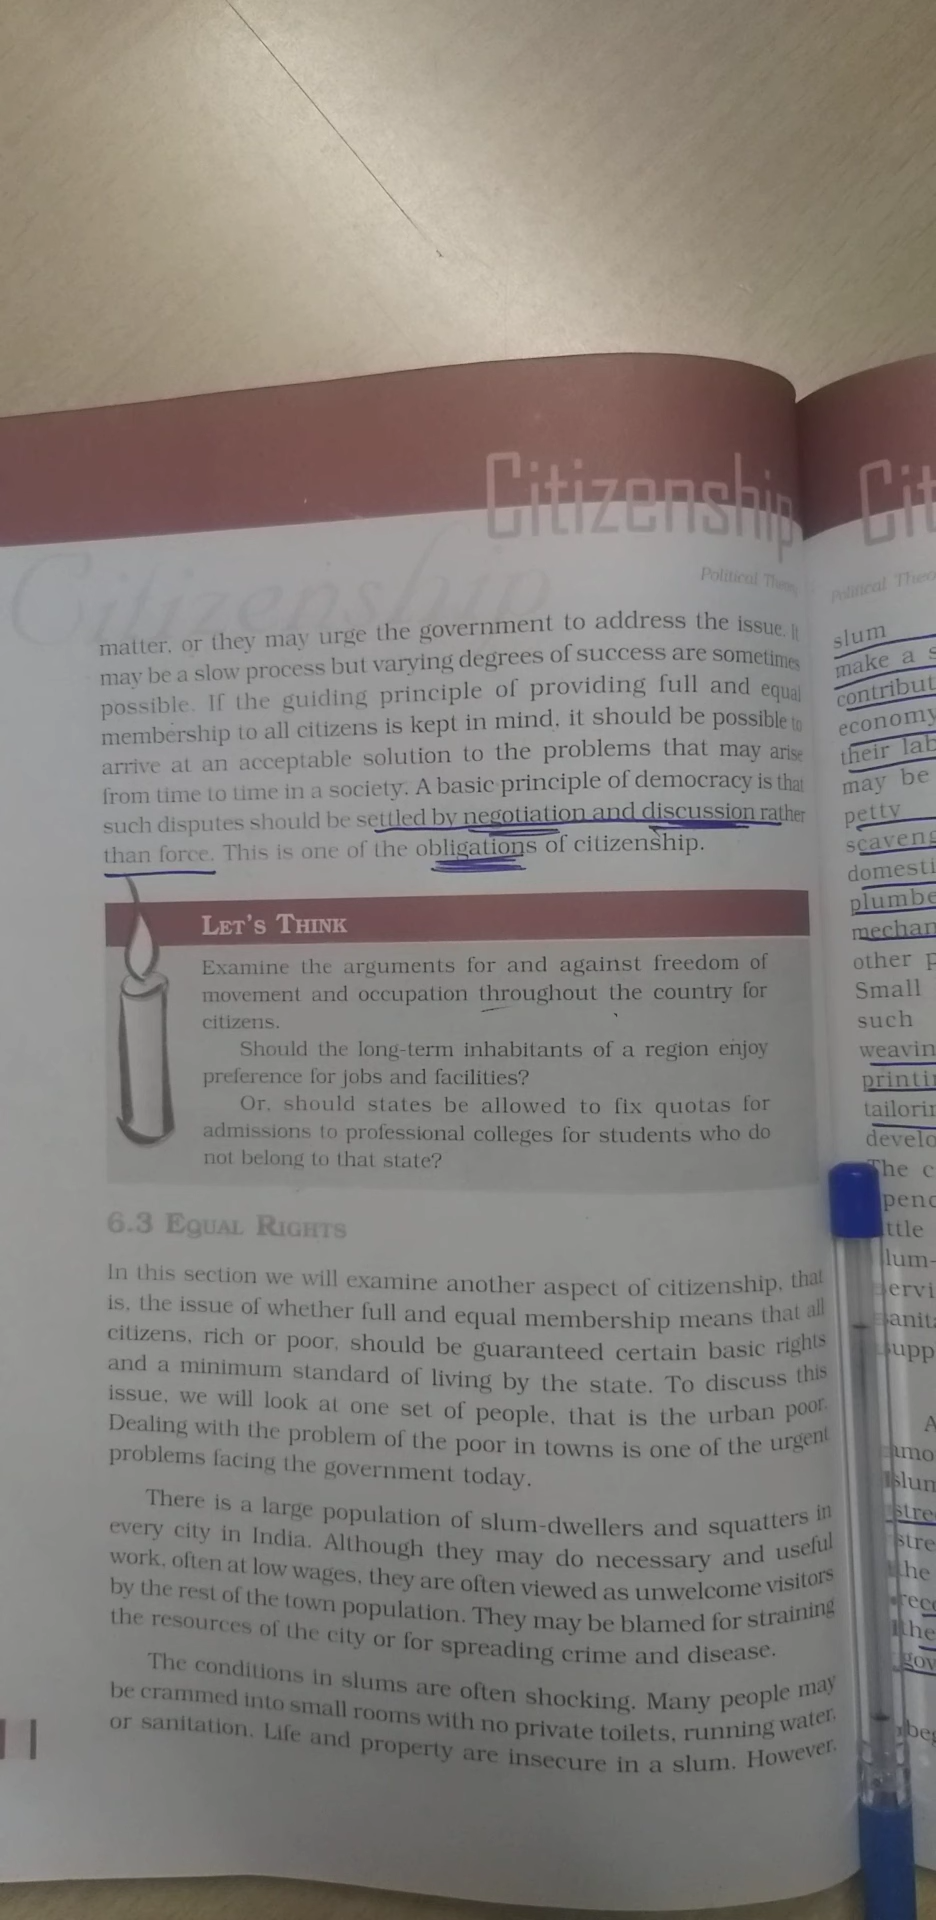 Citizenship
Citizenship
Political
matter, or they may urge the government to address the issue. It
may be a slow process but varying degrees of success are sometimes
possible. If the guiding principle of providing full and equal
membership to all citizens is kept in mind, it should be possible to
arrive at an acceptable solution to the problems that may arise
from time to time in a society. A basic principle of democracy is that
such disputes should be settled by negotiation and discussion rather
than force. This is one of the obligations of citizenship.
LET'S THINK
Examine the arguments for and against freedom of
movement and occupation throughout the country for
citizens.
Should the long-term inhabitants of a region enjoy
preference for jobs and facilities?
Or, should states be allowed to fix quotas for
admissions to professional colleges for students who do
not belong to that state?
6.3 EQUAL RIGHTS
In this section we will examine another aspect of citizenship, that
is, the issue of whether full and equal membership means that all
citizens, rich or poor, should be guaranteed certain basic rights
and a minimum standard of living by the state. To discuss this
issue, we will look at one set of people, that is the urban poor.
Dealing with the problem of the poor in towns is one of the urgent
problems facing the government today.
There is a large population of slum-dwellers and squatters in
every city in India. Although they may do necessary and useful
work, often at low wages, they are often viewed as unwelcome visitors
by the rest of the town population. They may be blamed for straining
the resources of the city or for spreading crime and disease.
The conditions in slums are often shocking. Many people may
be crammed into small rooms with no private toilets, running water,
or sanitation. Life and property are insecure in a slum. However,
Cit
Political
slum
make a s
contribut
economy
their lab
may be
petty
scaveng
domesti
plumbe
mechan
other p
Small
such
weavin
printi
tailorin
develo
The c